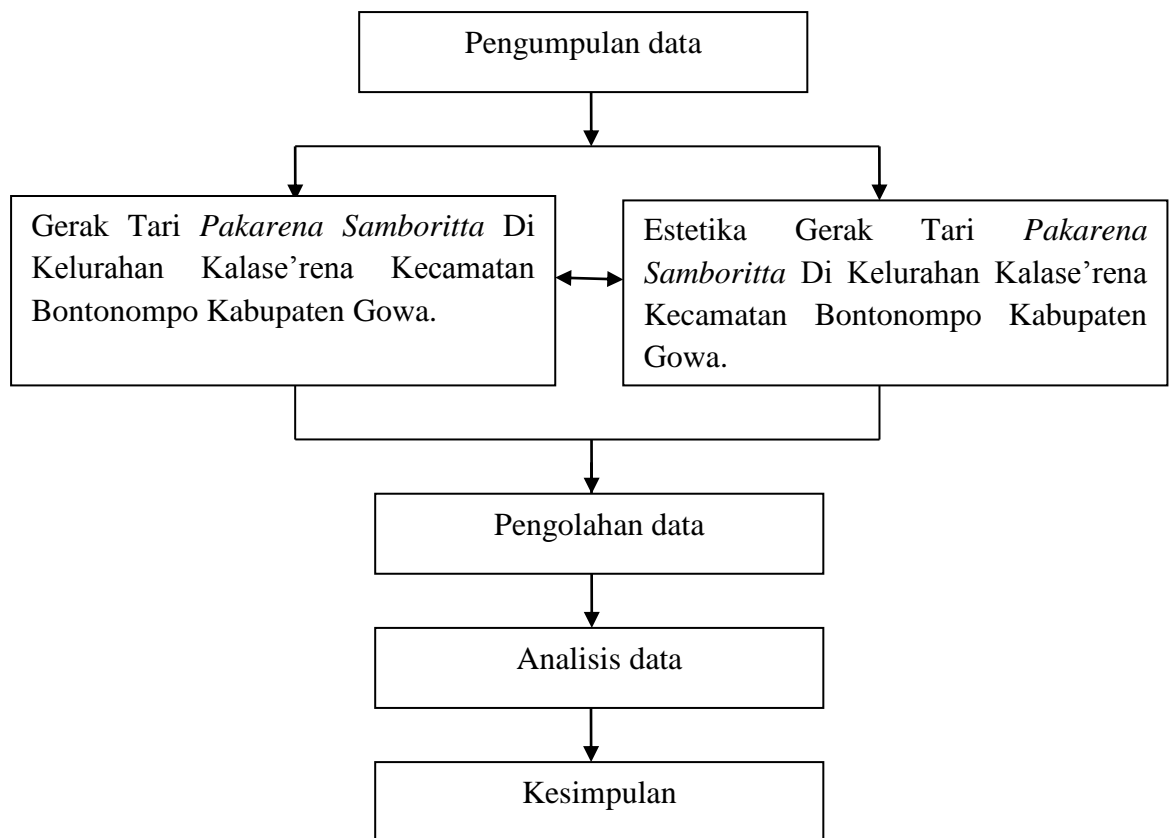 Pengumpulan data
Gerak Tari Pakarena Samboritta Di
Kelurahan Kalase’rena Kecamatan
Bontonompo Kabupaten Gowa.
Estetika Gerak Tari Pakarena
Samboritta Di Kelurahan Kalase’rena
Kecamatan Bontonompo Kabupaten
Gowa.
Pengolahan data
Analisis data
Kesimpulan